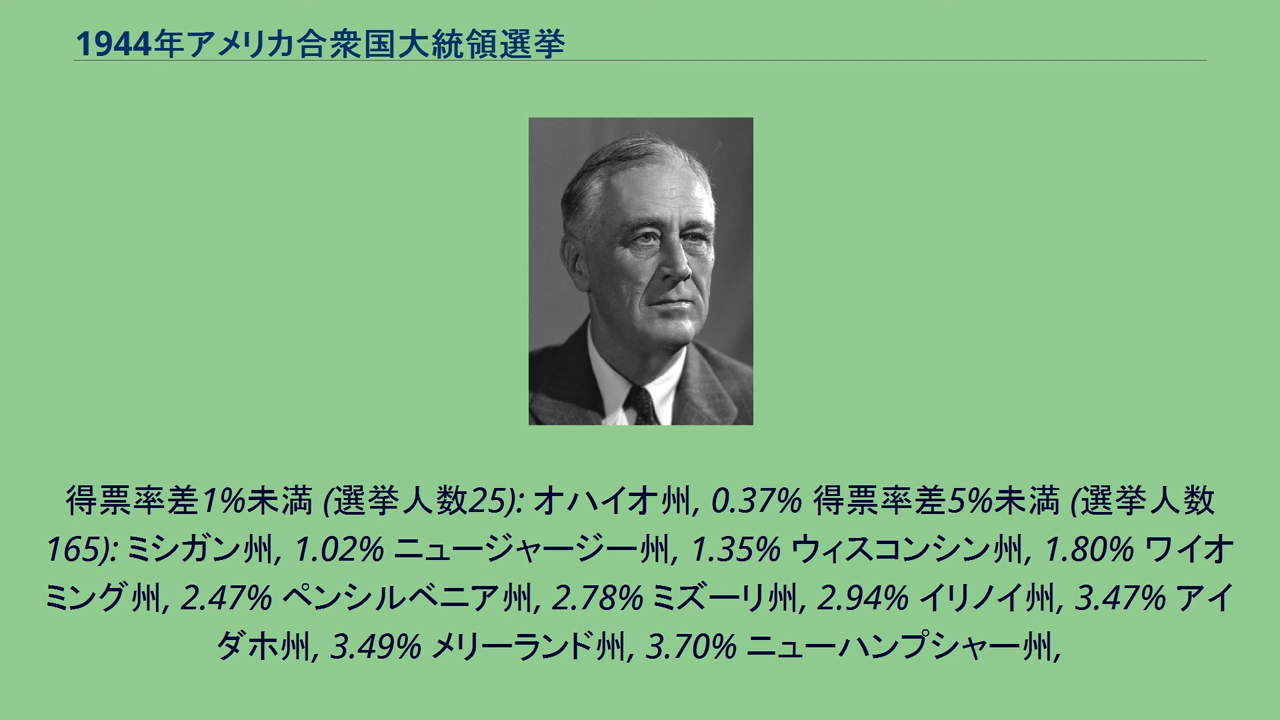 1944年アメリカ合衆国大統領選挙
得票率差1%未満 (選挙人数25): オハイオ州, 0.37% 得票率差5%未満 (選挙人数
165): ミシガン州, 1.02% ニュージャージー州, 1.35% ウィスコンシン州, 1.80% ワイオ
ミング州, 2.47% ペンシルベニア州, 2.78% ミズーリ州, 2.94% イリノイ州, 3.47% アイ
ダホ州, 3.49% メリーランド州, 3.70% ニューハンプシャー州,